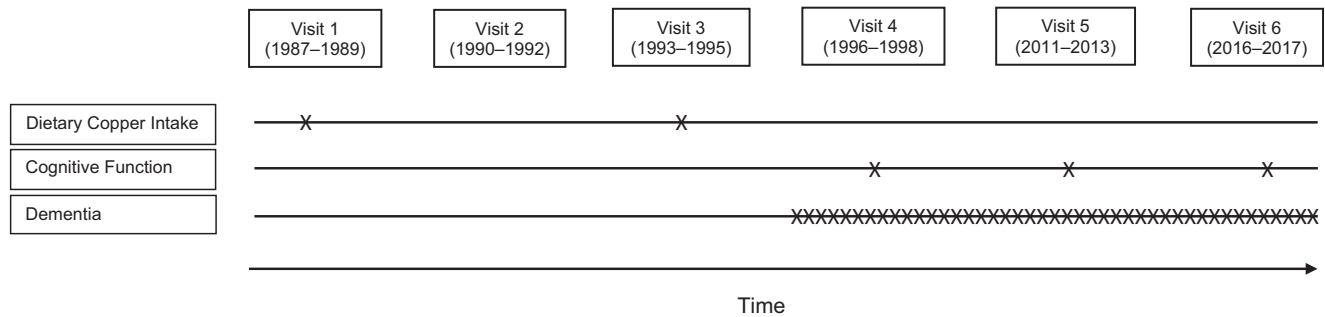 Visit 1
(1987–1989)
Visit 2
(1990–1992)
Visit 3
(1993–1995)
Visit 4
(1996–1998)
Visit 5
(2011–2013)
Visit 6
(2016–2017)
Dietary Copper Intake
X X
Cognitive Function
X X X
Dementia
XXXXXXXXXXXXXXXXXXXXXXXXXXXXXXXXXXXXXXXXXXX
Time